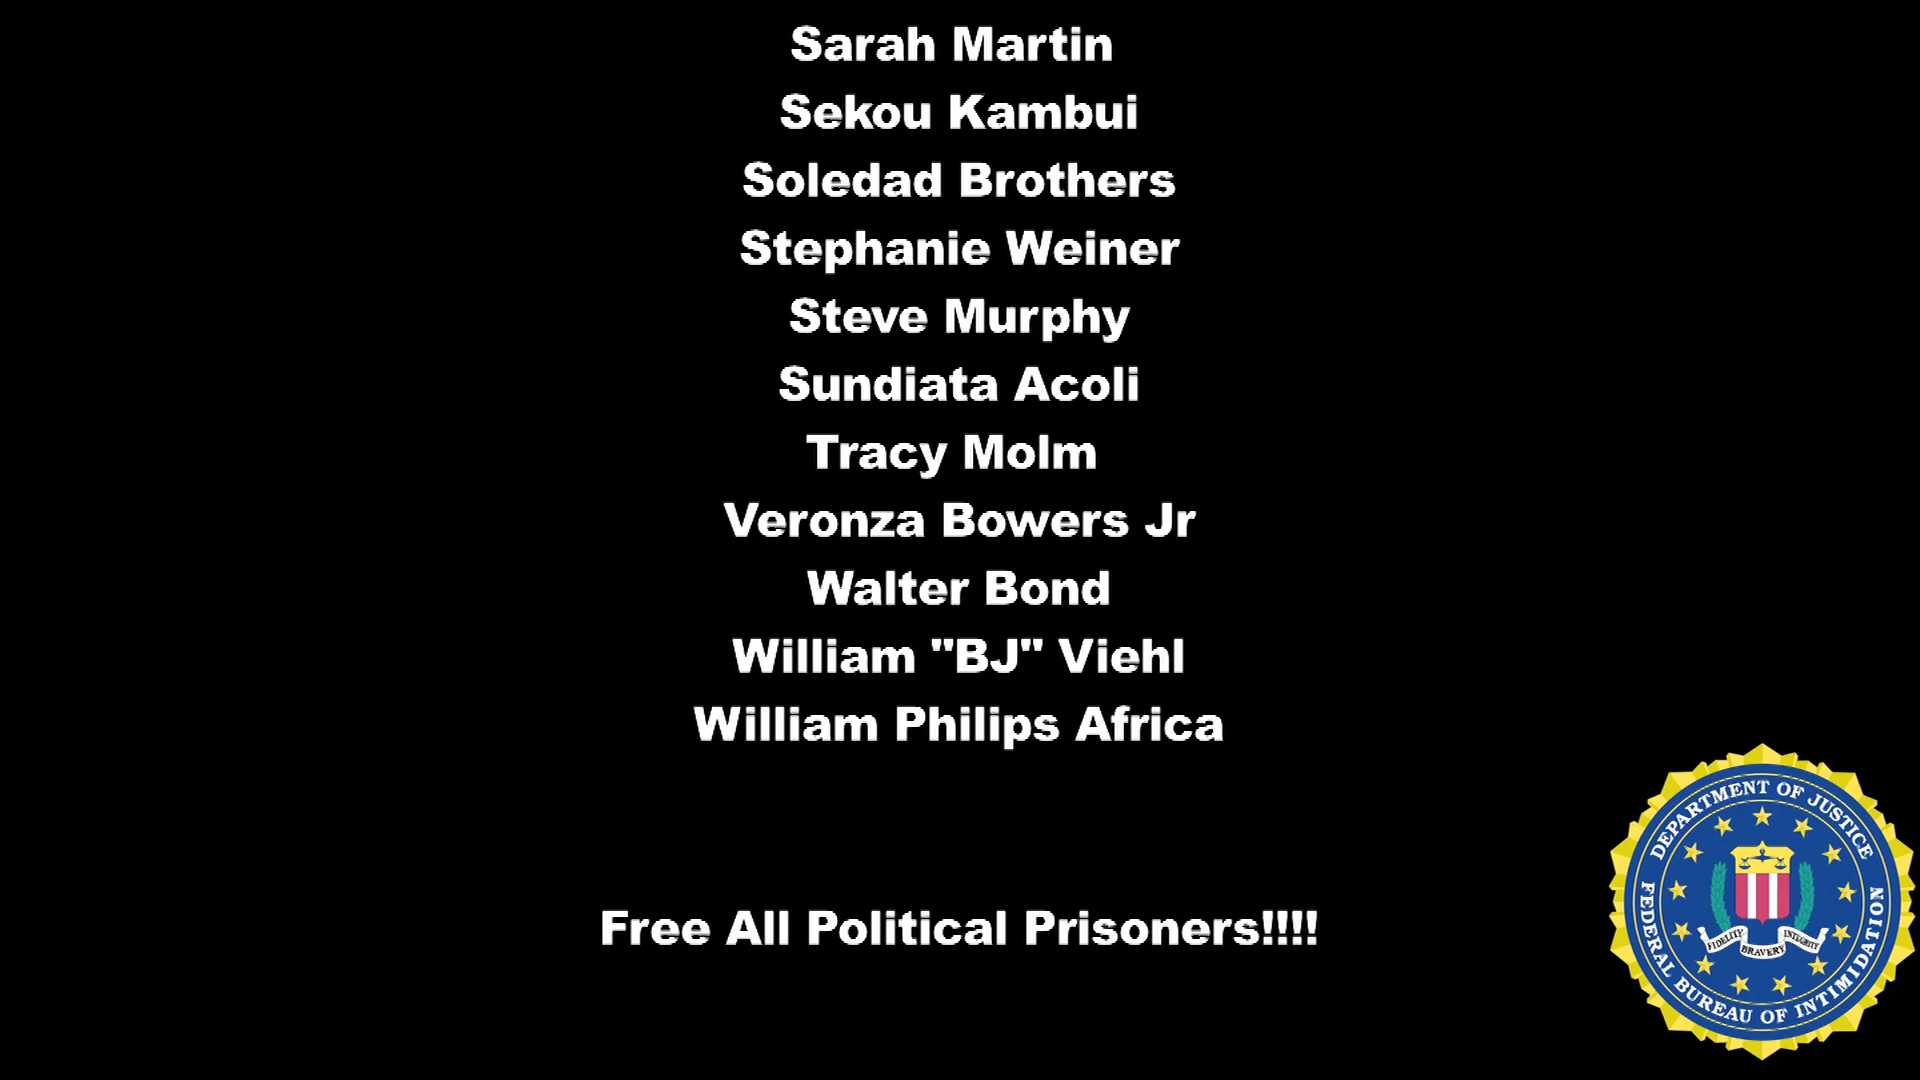 Sarah Martin
Sekou Kambui
Soledad Brothers
Stephanie Weiner
Steve Murphy
Sundiata Acoli
Tracy Molm
Veronza Bowers Jr
Walter Bond
William "BJ" Viehl
William Philips Africa
Free All Political Prisoners!!!!
DEPARTMENT OF JUSTICE
FIDELITY BRAVERY INTEGRITY
FEDERAL BUREAU OF INTIMIDATION